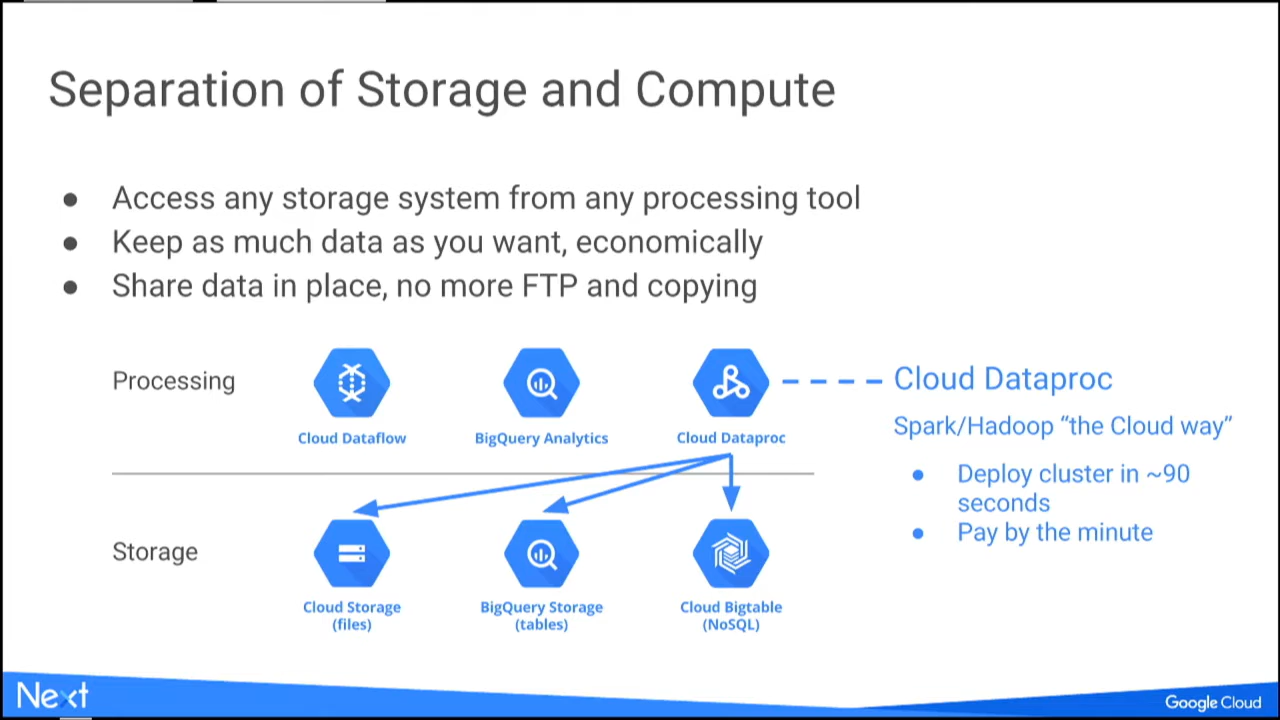 Separation of Storage and Compute
● Access any storage system from any processing tool
● Keep as much data as you want, economically
● Share data in place, no more FTP and copying
Processing
Cloud Dataflow
BigQuery Analytics
Cloud Dataproc
Cloud Dataproc
Spark/Hadoop “the Cloud way”
● Deploy cluster in ~90
seconds
● Pay by the minute
Storage
Cloud Storage
(files)
BigQuery Storage
(tables)
Cloud Bigtable
(NoSQL)
Next
Google Cloud